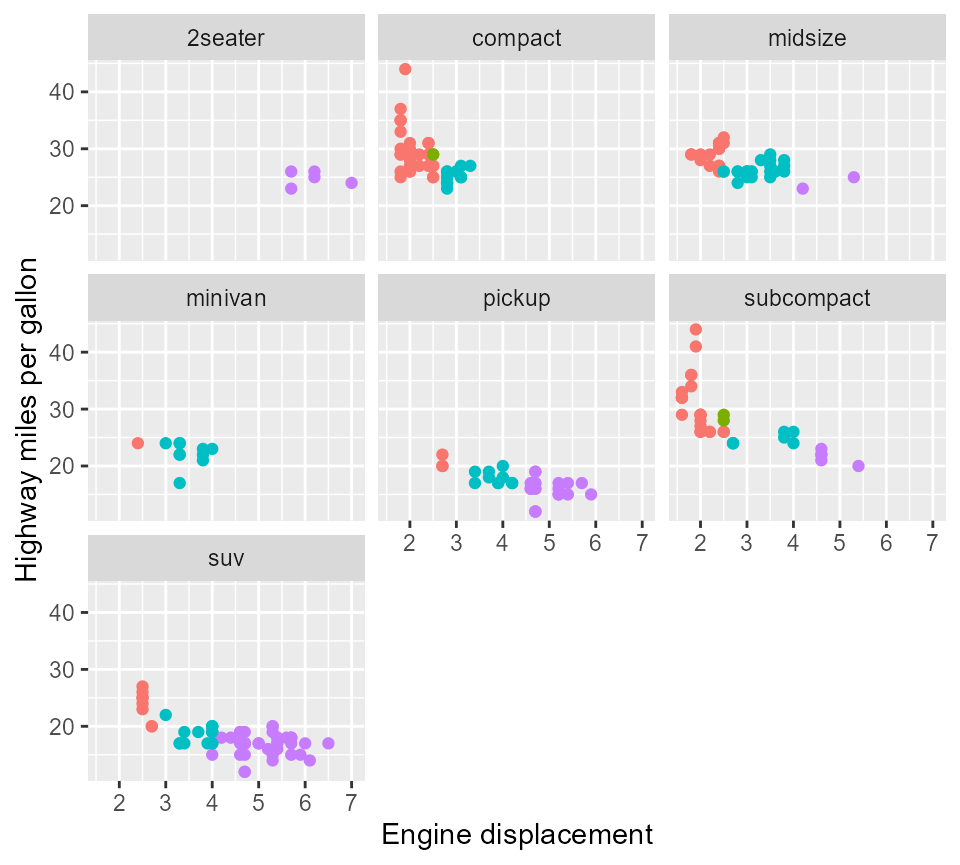 2seater compact midsize
40
30
20
minivan pickup subcompact
40
30
20
2 3 4 5 6 7 2 3 4 5 6 7
suv
40
30
20
2 3 4 5 6 7
Highway miles per gallon
Engine displacement